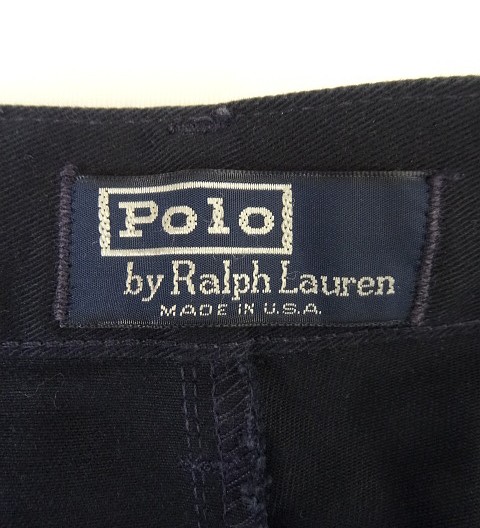 Polo
by Ralph Lauren
MADE IN U.S.A.